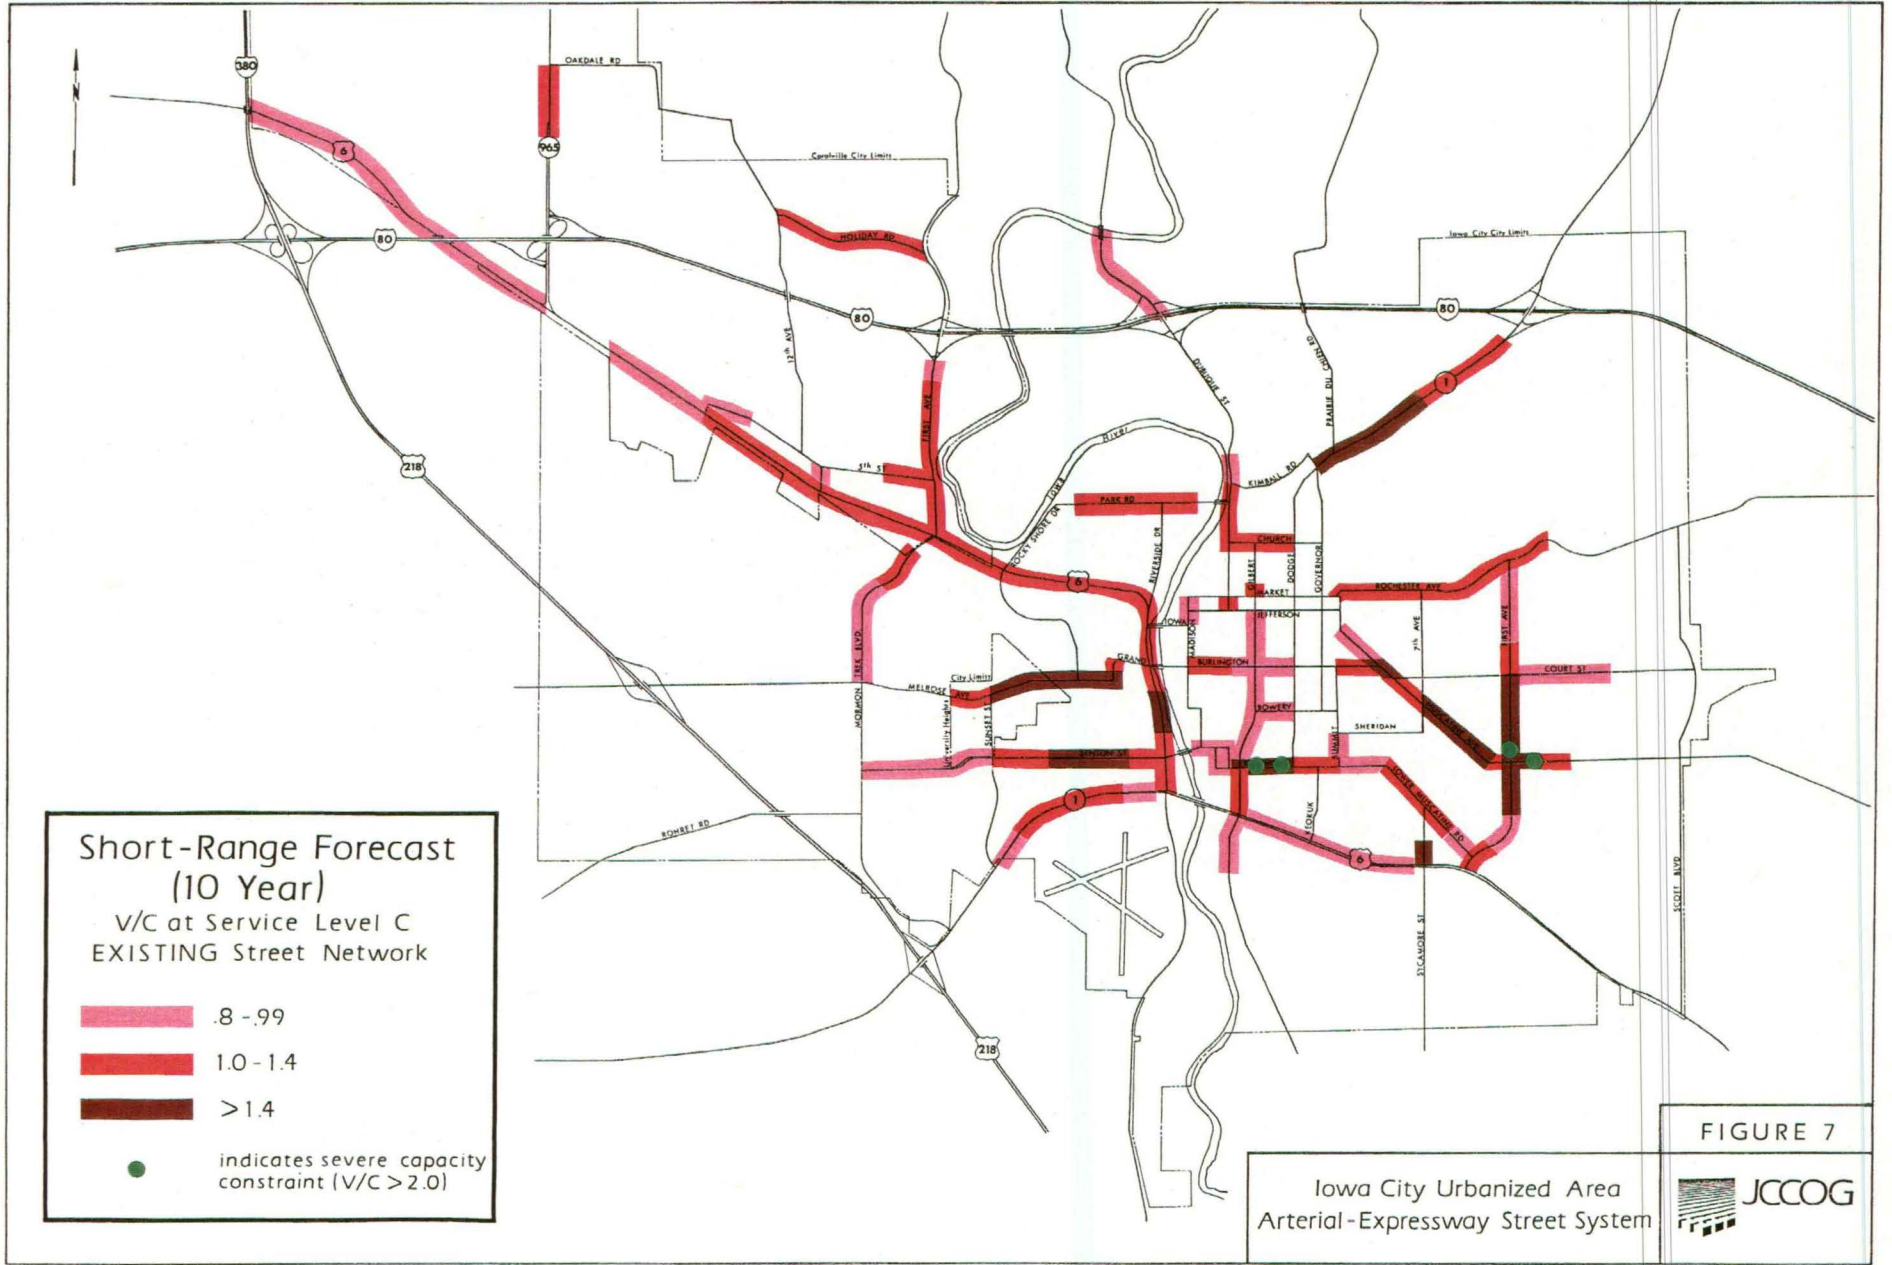 380
OAKDALE RD
N
6
965
Coralville City Limits
80
HOLIDAY RD
Iowa City City Limits
80
80
12th AVE
DUBUQUE ST
PRAIRIE DU CHIEN RD
1
FIRST AVE
River
218
5th ST
IOWA
KIMBALL RD
PARK RD
ROCKY SHORE DR
RIVERSIDE DR
CHURCH
GILBERT
DODGE
GOVERNOR
6
MARKET
ROCHESTER AVE
JEFFERSON
IOWA
MADISON
7th AVE
FIRST AVE
MORMON TREK BLVD
GRAND
BURLINGTON
COURT ST
City Limits
MELROSE AVE
University Heights
SUNSET ST
BOWERY
MUSCATINE AVE
SHERIDAN
SUMMIT
BENTON ST
LOWER MUSCATINE RD
1
KEOKUK
ROHRET RD
6
SCOTT BLVD
SYCAMORE ST
218
Short-Range Forecast
(10 Year)
V/C at Service Level C
EXISTING Street Network
.8 -.99
1.0 - 1.4
>1.4
indicates severe capacity
constraint (V/C >2.0)
FIGURE 7
Iowa City Urbanized Area
Arterial-Expressway Street System
JCCOG